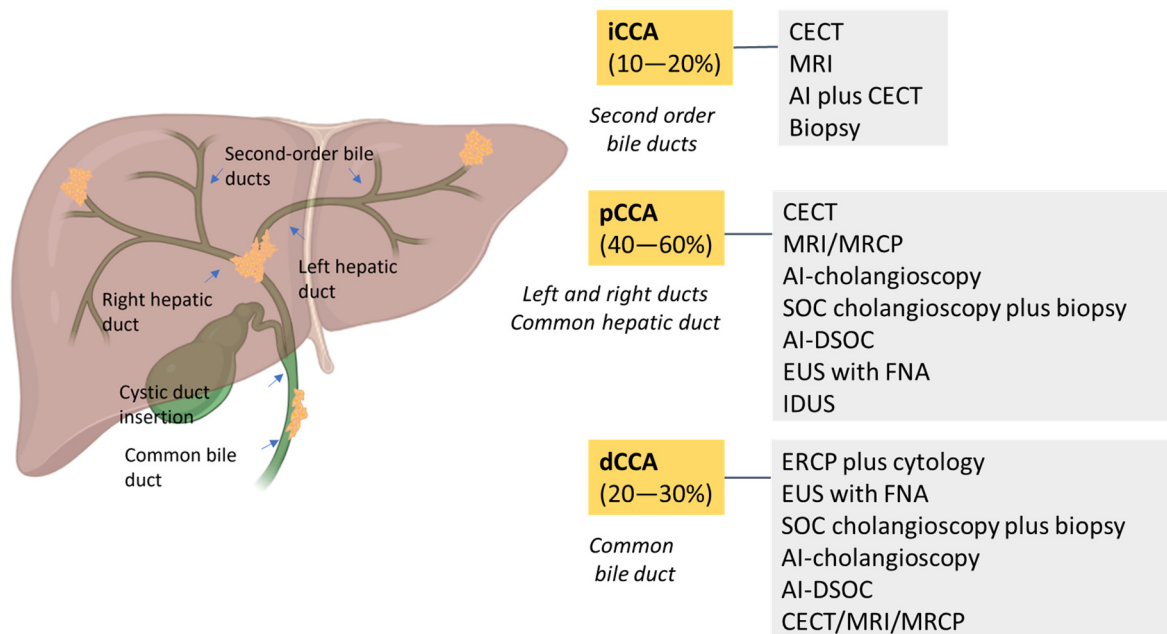 Second-order bile
ducts
Left hepatic
duct
Right hepatic
duct
Cystic duct
insertion
Common bile
duct
iCCA
(10—20%)
Second order
bile ducts
CECT
MRI
AI plus CECT
Biopsy
pCCA
(40—60%)
Left and right ducts
Common hepatic duct
CECT
MRI/MRCP
AI-cholangioscopy
SOC cholangioscopy plus biopsy
AI-DSOC
EUS with FNA
IDUS
dCCA
(20—30%)
Common
bile duct
ERCP plus cytology
EUS with FNA
SOC cholangioscopy plus biopsy
AI-cholangioscopy
AI-DSOC
CECT/MRI/MRCP